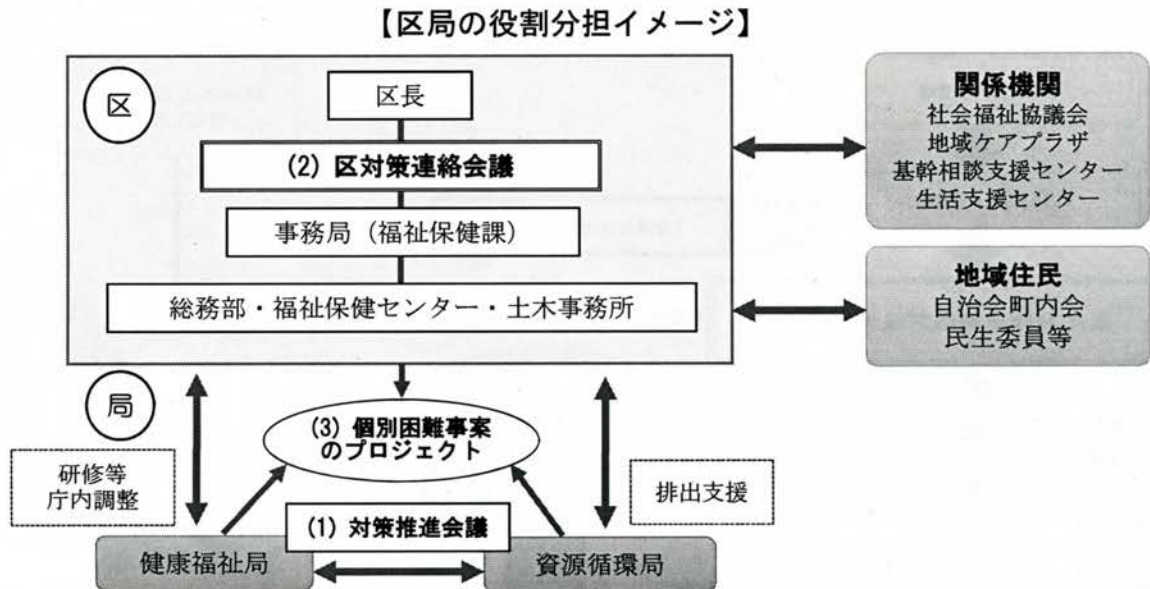 【区局の役割分担イメージ】
区
区長
(2) 区対策連絡会議
事務局（福祉保健課）
総務部・福祉保健センター・土木事務所
関係機関
社会福祉協議会
地域ケアプラザ
基幹相談支援センター
生活支援センター
地域住民
自治会町内会
民生委員等
局
(3) 個別困難事案
のプロジェクト
研修等
庁内調整
排出支援
(1) 対策推進会議
健康福祉局
資源循環局